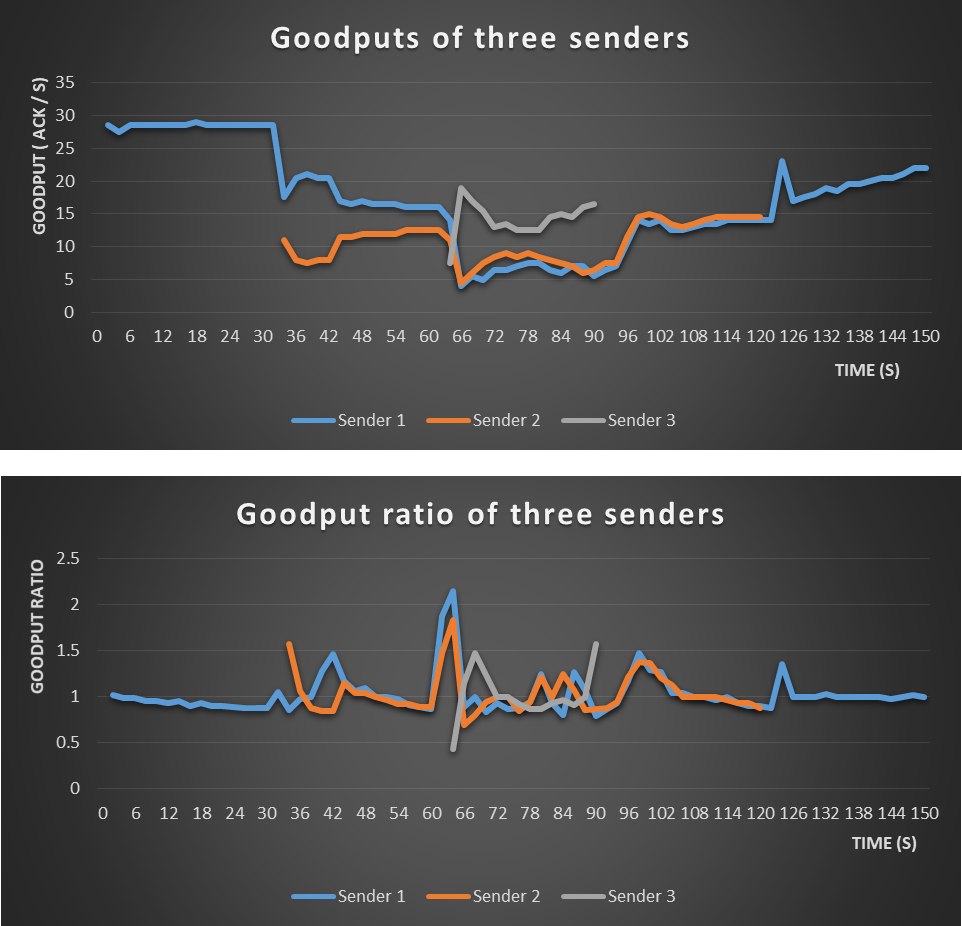 Goodputs of three senders
GOODPUT ( ACK / S)
35
30
25
20
15
10
5
0
0 6 12 18 24 30 36 42 48 54 60 66 72 78 84 90 96 102 108 114 120 126 132 138 144 150
TIME (S)
Sender 1 Sender 2 Sender 3
Goodput ratio of three senders
GOODPUT RATIO
2.5
2
1.5
1
0.5
0
0 6 12 18 24 30 36 42 48 54 60 66 72 78 84 90 96 102 108 114 120 126 132 138 144 150
TIME (S)
Sender 1 Sender 2 Sender 3